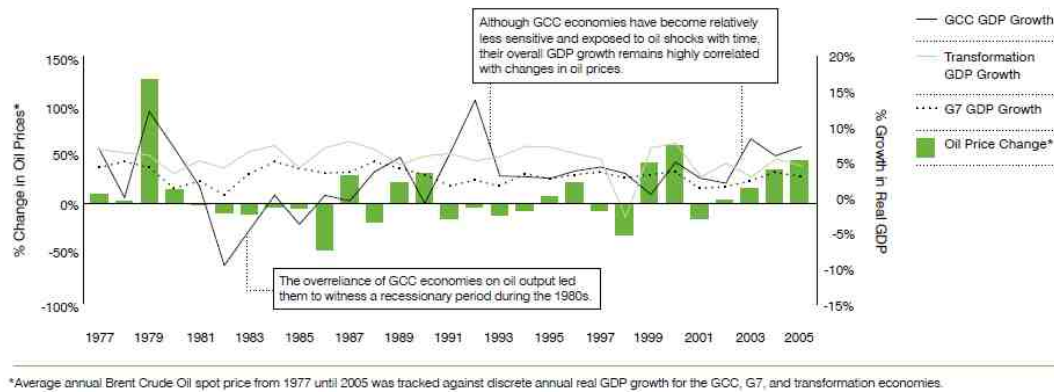 Although GCC economies have become relatively
less sensitive and exposed to oil shocks with time,
their overall GDP growth remains highly correlated
with changes in oil prices.
GCC GDP Growth
Transformation
GDP Growth
G7 GDP Growth
Oil Price Change*
% Change in Oil Prices*
150%
100%
50%
0%
-50%
-100%
20%
15%
10%
5%
0%
-5%
-10%
-15%
% Growth in Real GDP
The overreliance of GCC economies on oil output led
them to witness a recessionary period during the 1980s.
1977 1979 1981 1983 1985 1987 1989 1991 1993 1995 1997 1999 2001 2003 2005
*Average annual Brent Crude Oil spot price from 1977 until 2005 was tracked against discrete annual real GDP growth for the GCC, G7, and transformation economies.